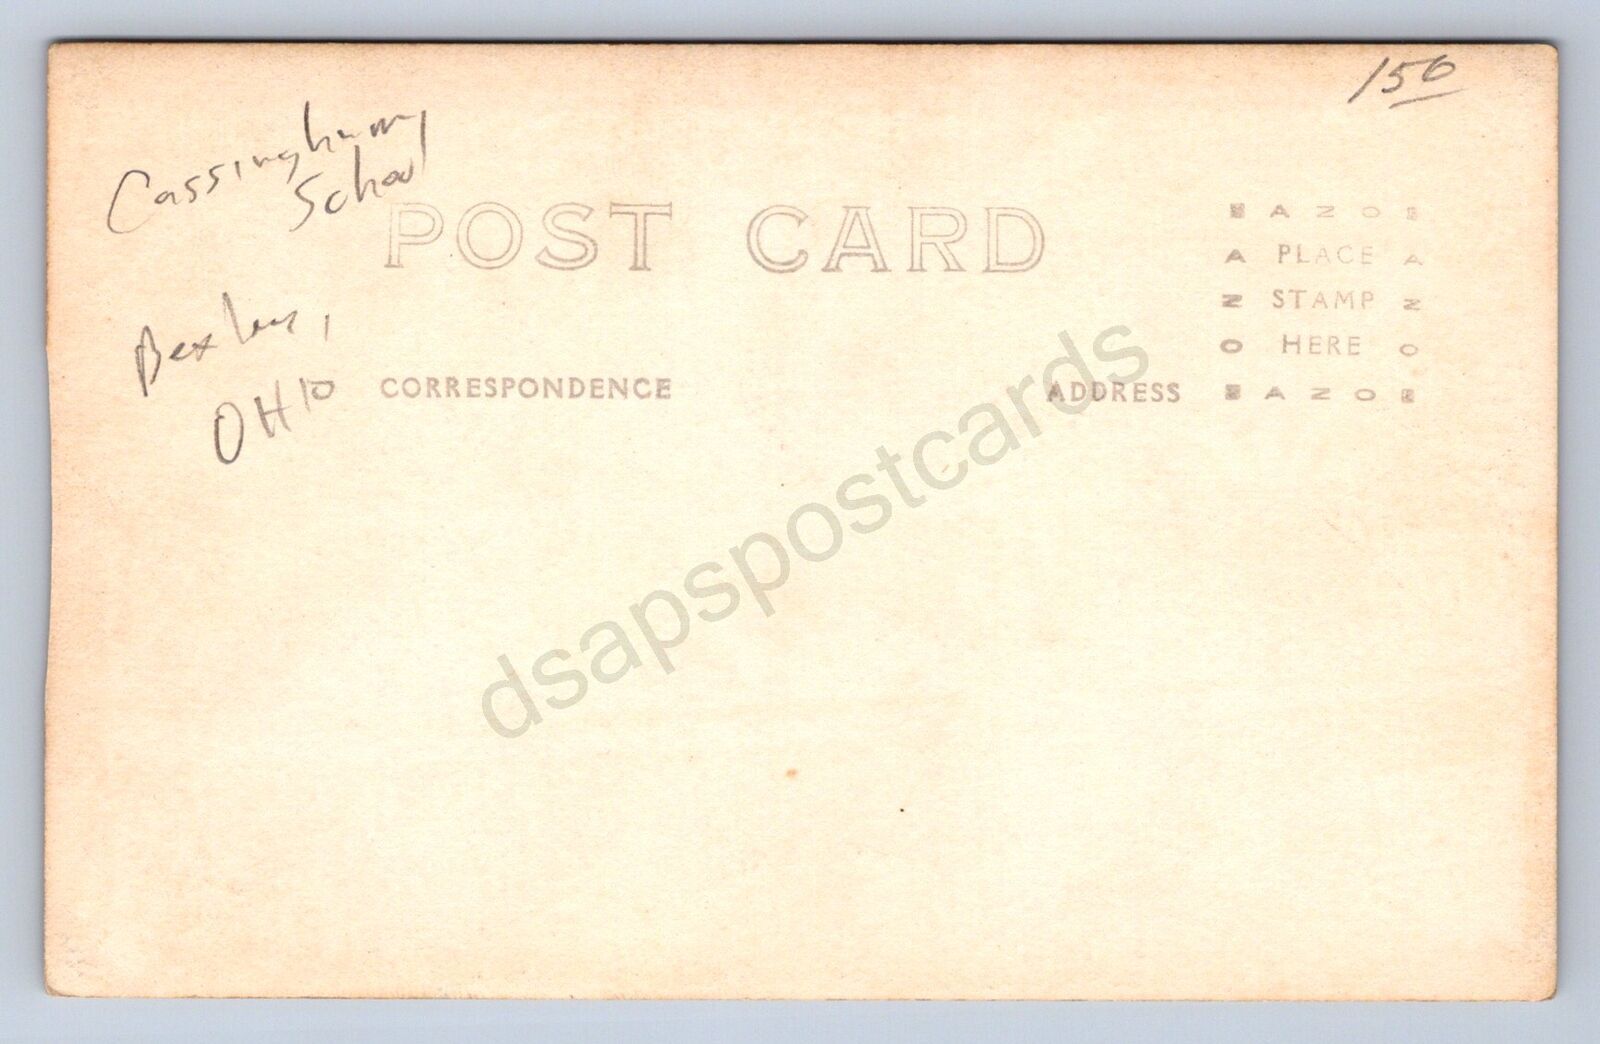 150
Cassingham
School
POST CARD
AZO
A PLACE A
Z STAMP Z
O HERE O
AZO
Bexley,
OHIO
CORRESPONDENCE
ADDRESS
dsapspostcards